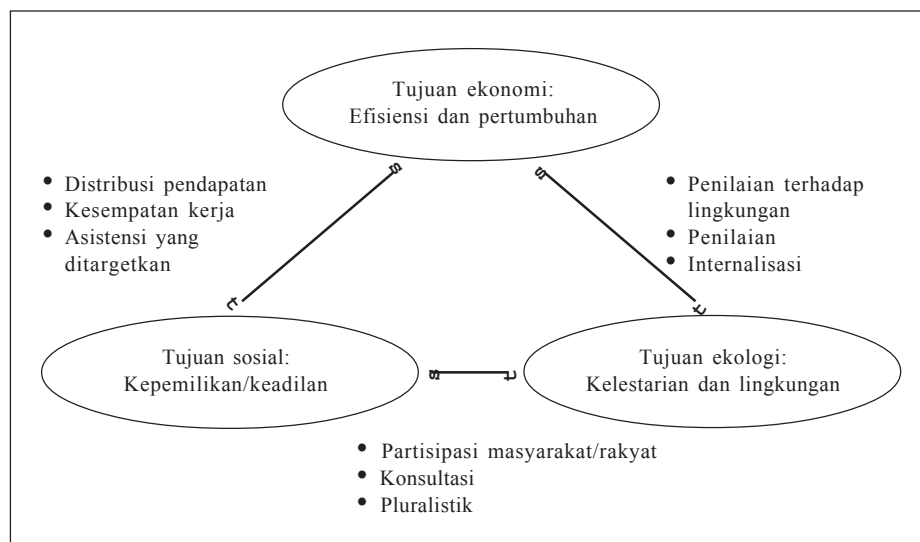 Tujuan ekonomi:
Efisiensi dan pertumbuhan
• Distribusi pendapatan
• Kesempatan kerja
• Asistensi yang
ditargetkan
• Penilaian terhadap
lingkungan
• Penilaian
• Internalisasi
Tujuan sosial:
Kepemilikan/keadilan
Tujuan ekologi:
Kelestarian dan lingkungan
• Partisipasi masyarakat/rakyat
• Konsultasi
• Pluralistik